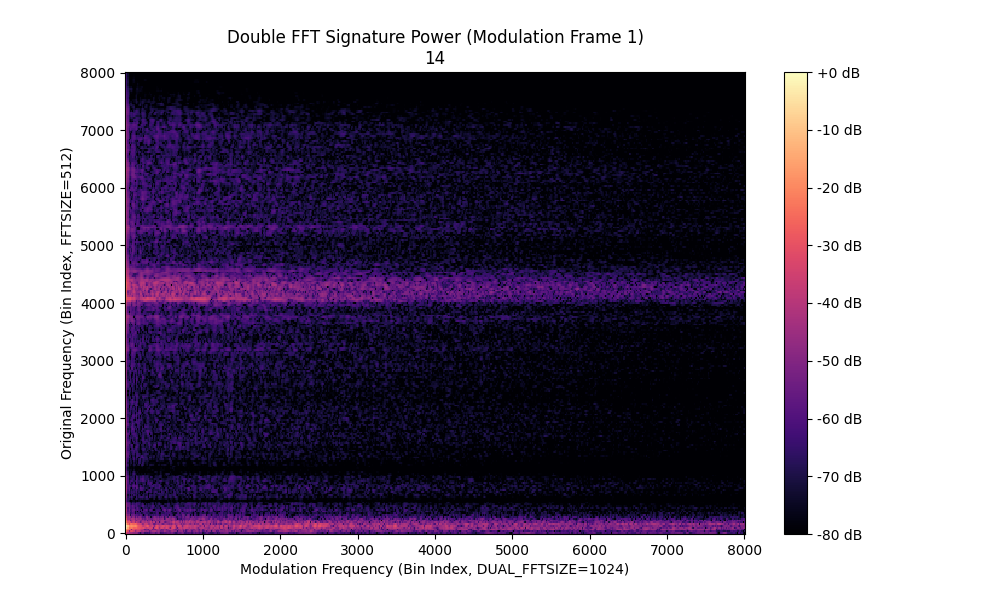 Double FFT Signature Power (Modulation Frame 1)
14
8000
7000
6000
5000
4000
3000
2000
1000
0
Original Frequency (Bin Index, FFTSIZE=512)
0 1000 2000 3000 4000 5000 6000 7000 8000
Modulation Frequency (Bin Index, DUAL_FFTSIZE=1024)
+0 dB
-10 dB
-20 dB
-30 dB
-40 dB
-50 dB
-60 dB
-70 dB
-80 dB